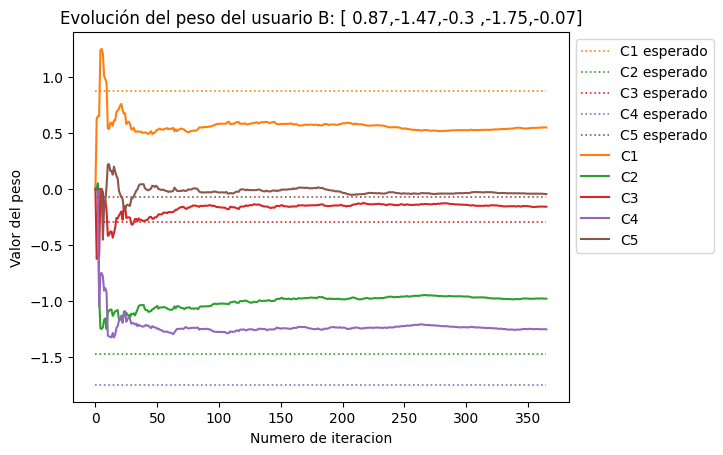 Evolución del peso del usuario B: [ 0.87,-1.47,-0.3 ,-1.75,-0.07]
Valor del peso
1.0
0.5
0.0
−0.5
−1.0
−1.5
0 50 100 150 200 250 300 350
Numero de iteracion
C1 esperado
C2 esperado
C3 esperado
C4 esperado
C5 esperado
C1
C2
C3
C4
C5